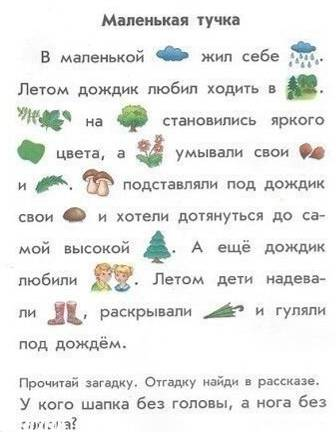 Маленькая тучка
В маленькой жил себе .
Летом дождик любил ходить в .
на становились яркого
цвета, а умывали свои
и . подставляли под дождик
свои и хотели дотянуться до са-
мой высокой . А ещё дождик
любили . Летом дети надева-
ли , раскрывали и гуляли
под дождём.
Прочитай загадку. Отгадку найди в рассказе.
У кого шапка без головы, а нога без